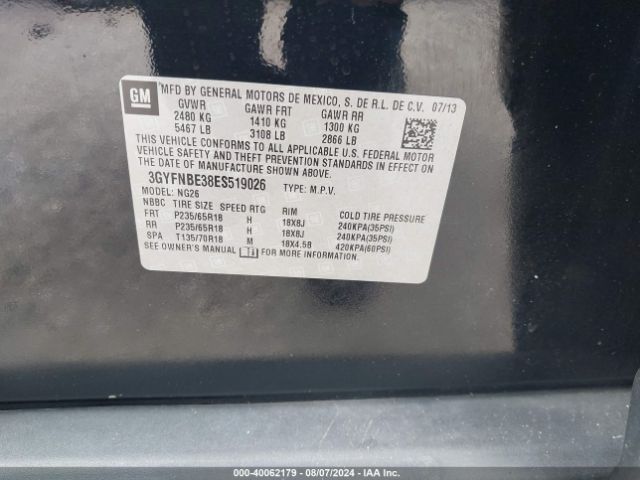 GM
MFD BY GENERAL MOTORS DE MEXICO, S. DE R.L. DE C.V. 07/13
GVWR GAWR FRT GAWR RR
2480 KG 1410 KG 1300 KG
5467 LB 3108 LB 2866 LB
THIS VEHICLE CONFORMS TO ALL APPLICABLE U.S. FEDERAL MOTOR
VEHICLE SAFETY AND THEFT PREVENTION STANDARDS IN EFFECT ON
THE DATE OF MANUFACTURE SHOWN ABOVE.
3GYFNBE38ES519026 TYPE: M.P.V.
MODEL: NG26
NBBC TIRE SIZE SPEED RTG RIM COLD TIRE PRESSURE
FRT P235/65R18 H 18X8J 240KPA(35PSI)
RR P235/65R18 H 18X8J 240KPA(35PSI)
SPA T135/70R18 M 18X4.5B 420KPA(60PSI)
SEE OWNER'S MANUAL i FOR MORE INFORMATION.
000-40062179 - 08/07/2024 - IAA Inc.